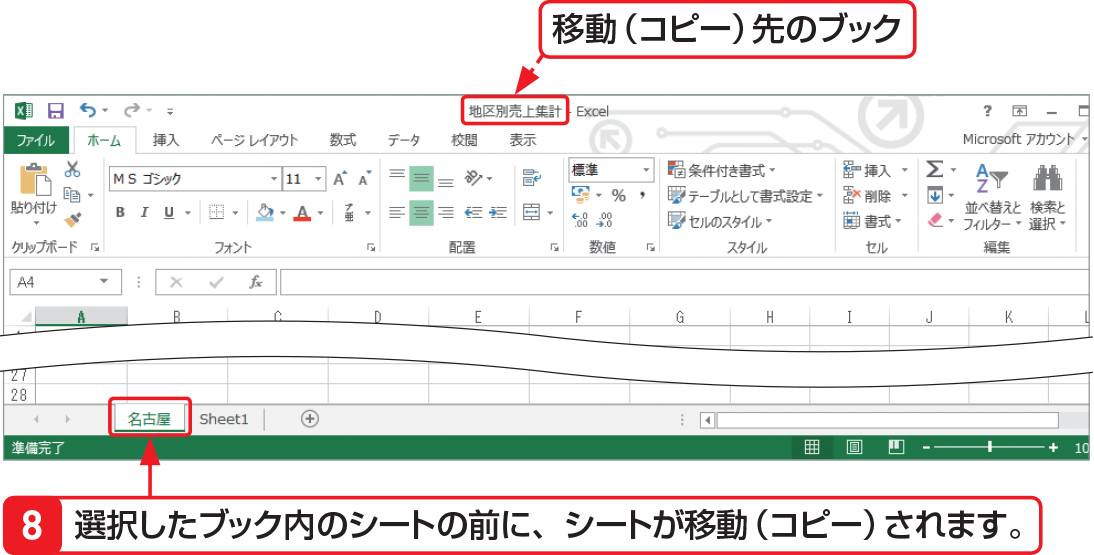 移動（コピー）先のブック
地区別売上集計 - Excel
?
ファイル ホーム 挿入 ページ レイアウト 数式 データ 校閲 表示 Microsoft アカウント
貼り付け
クリップボード
ＭＳ ゴシック 11 A A
B I U A
フォント
配置
標準
% ,
←.0 .00
.00 →.0
数値
条件付き書式
テーブルとして書式設定
セルのスタイル
スタイル
挿入
削除
書式
セル
Σ
A
Z
並べ替えと
フィルター
検索と
選択
編集
A4 fx
A B C D E F G H I J K L
27
28
名古屋 Sheet1
準備完了 - + 10
8 選択したブック内のシートの前に、シートが移動（コピー）されます。